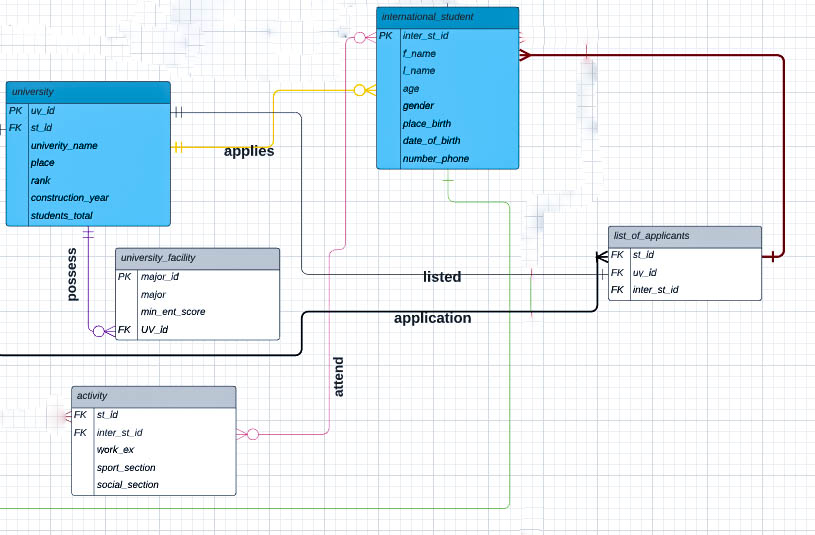 international_student
PK inter_st_id
f_name
l_name
age
gender
place_birth
date_of_birth
number_phone
university
PK uv_id
FK st_id
univerity_name
place
rank
construction_year
students_total
applies
possess
university_facility
PK major_id
major
min_ent_score
FK UV_id
list_of_applicants
FK st_id
FK uv_id
FK inter_st_id
listed
application
attend
activity
FK st_id
FK inter_st_id
work_ex
sport_section
social_section